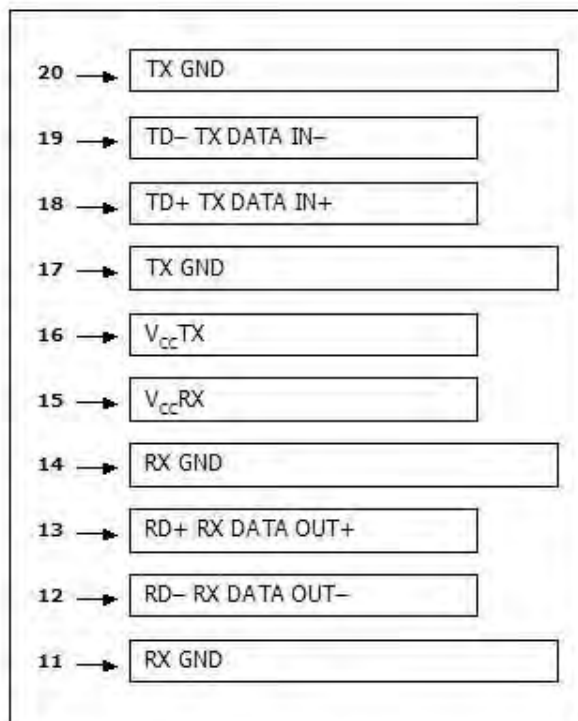 20 TX GND
19 TD– TX DATA IN–
18 TD+ TX DATA IN+
17 TX GND
16 VCCTX
15 VCCRX
14 RX GND
13 RD+ RX DATA OUT+
12 RD– RX DATA OUT–
11 RX GND